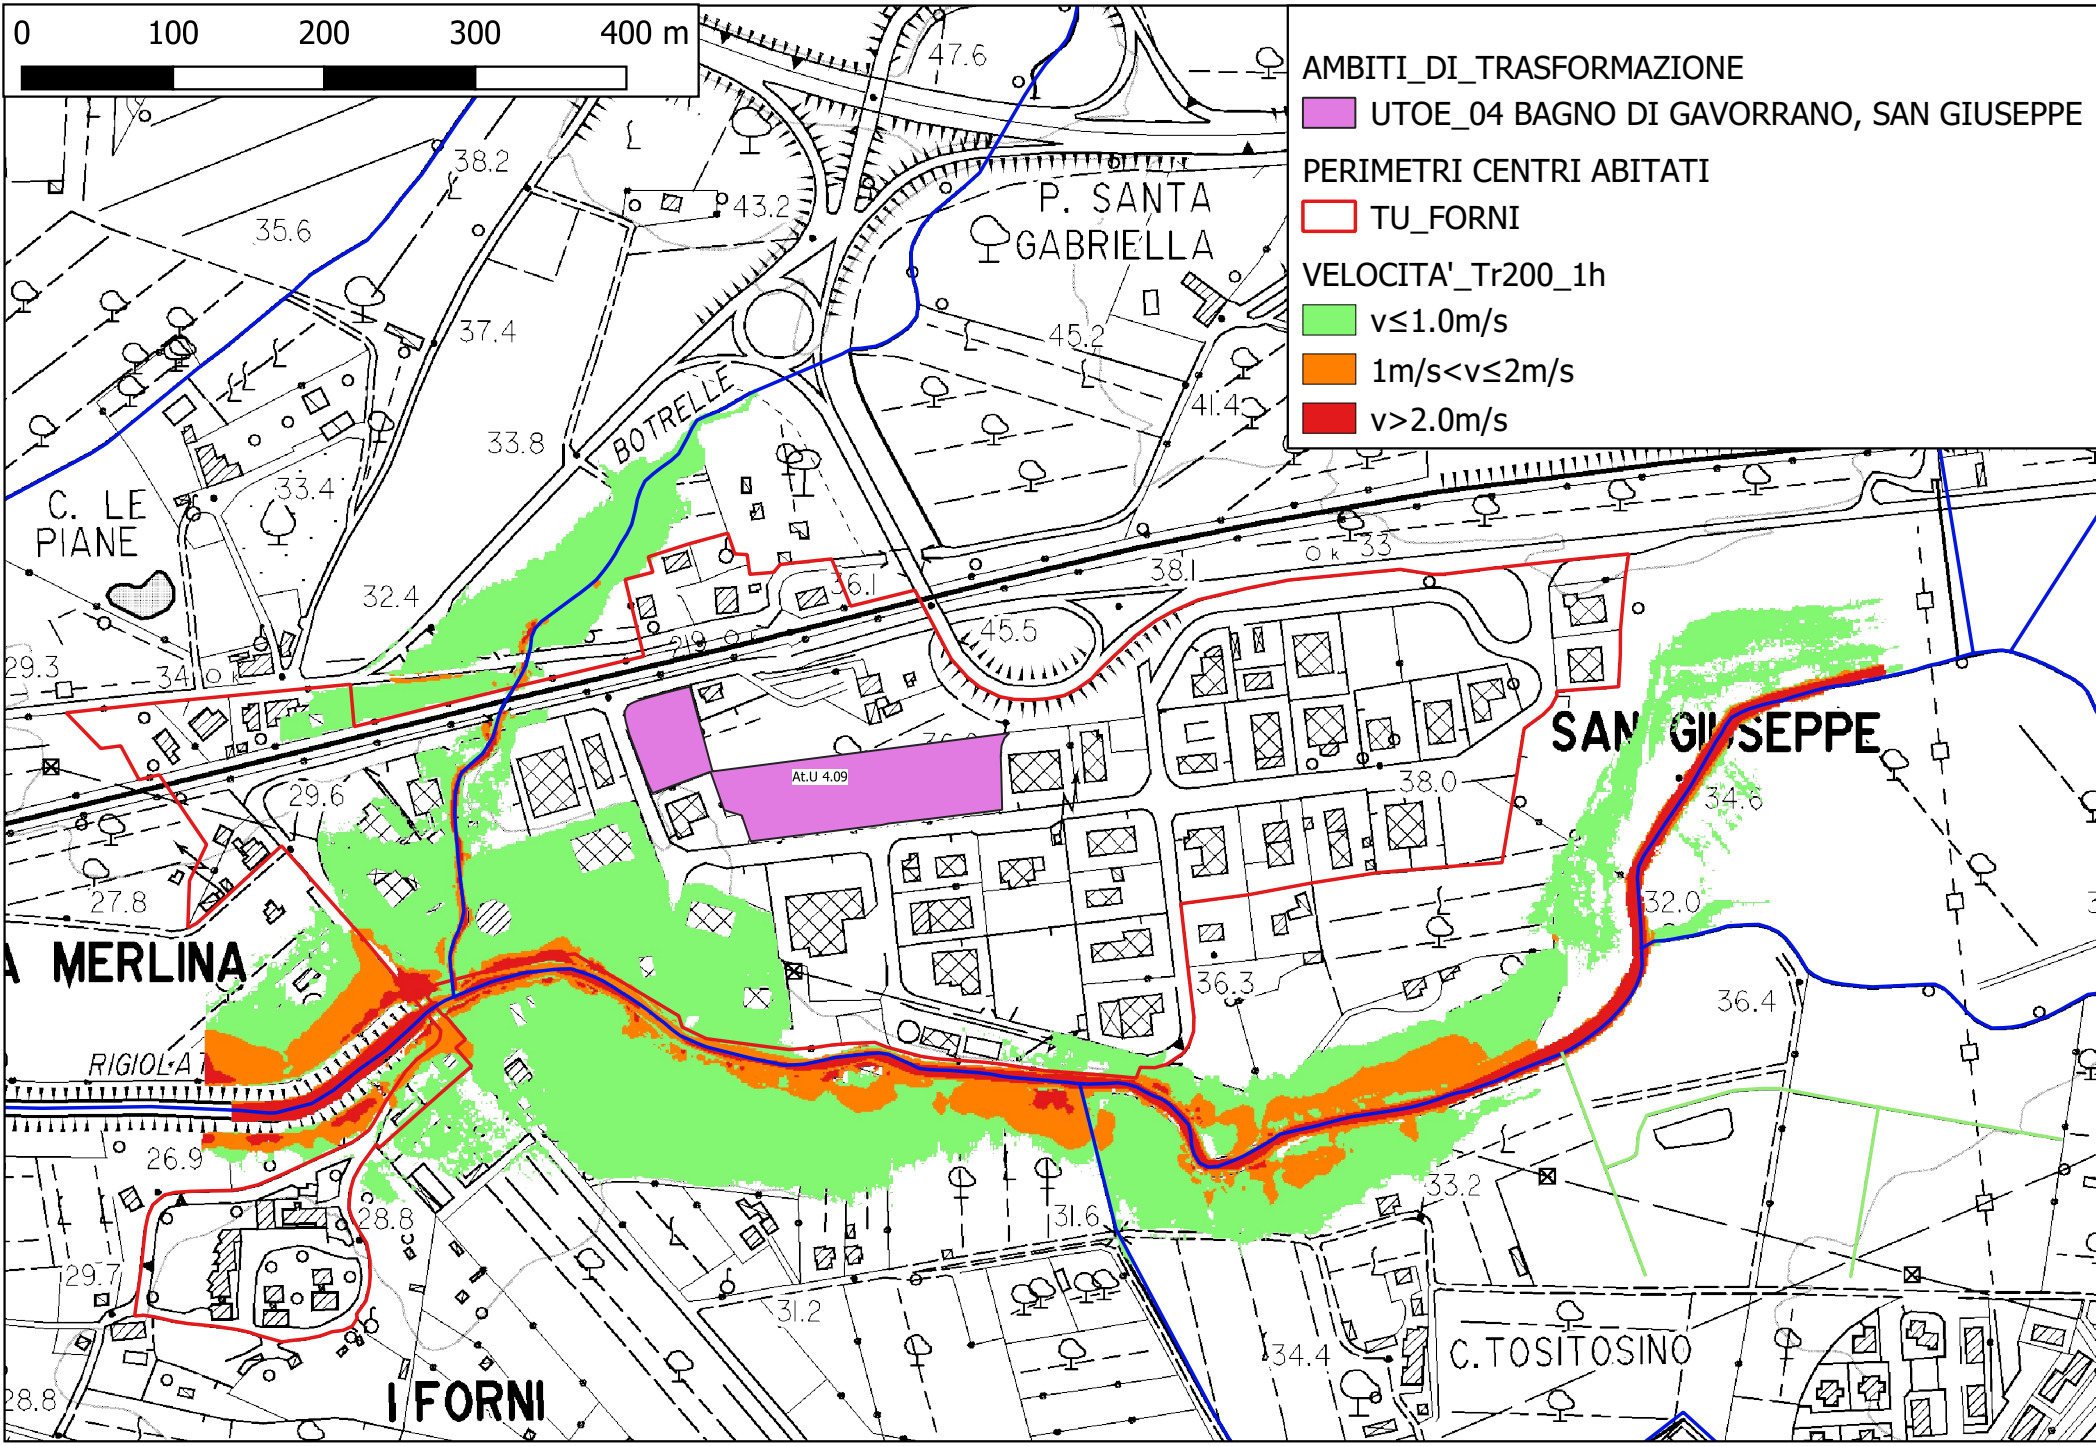 0 100 200 300 400 m
AMBITI_DI_TRASFORMAZIONE
UTOE_04 BAGNO DI GAVORRANO, SAN GIUSEPPE
PERIMETRI CENTRI ABITATI
TU_FORNI
VELOCITA'_Tr200_1h
v≤1.0m/s
1m/s<v≤2m/s
v>2.0m/s
47.6
38.2
43.2
P. SANTA
GABRIELLA
35.6
37.4
45.2
BOTRELLE
41.4
33.8
33.4
C. LE
PIANE
33
38.1
36.1
32.4
45.5
29.3
34
SAN GIUSEPPE
At.U 4.09
38.0
29.6
34.6
27.8
32.0
A MERLINA
36.3
36.4
RIGIOLAT
26.9
33.2
28.8
31.6
29.7
31.2
34.4
C.TOSITOSINO
28.8
I FORNI